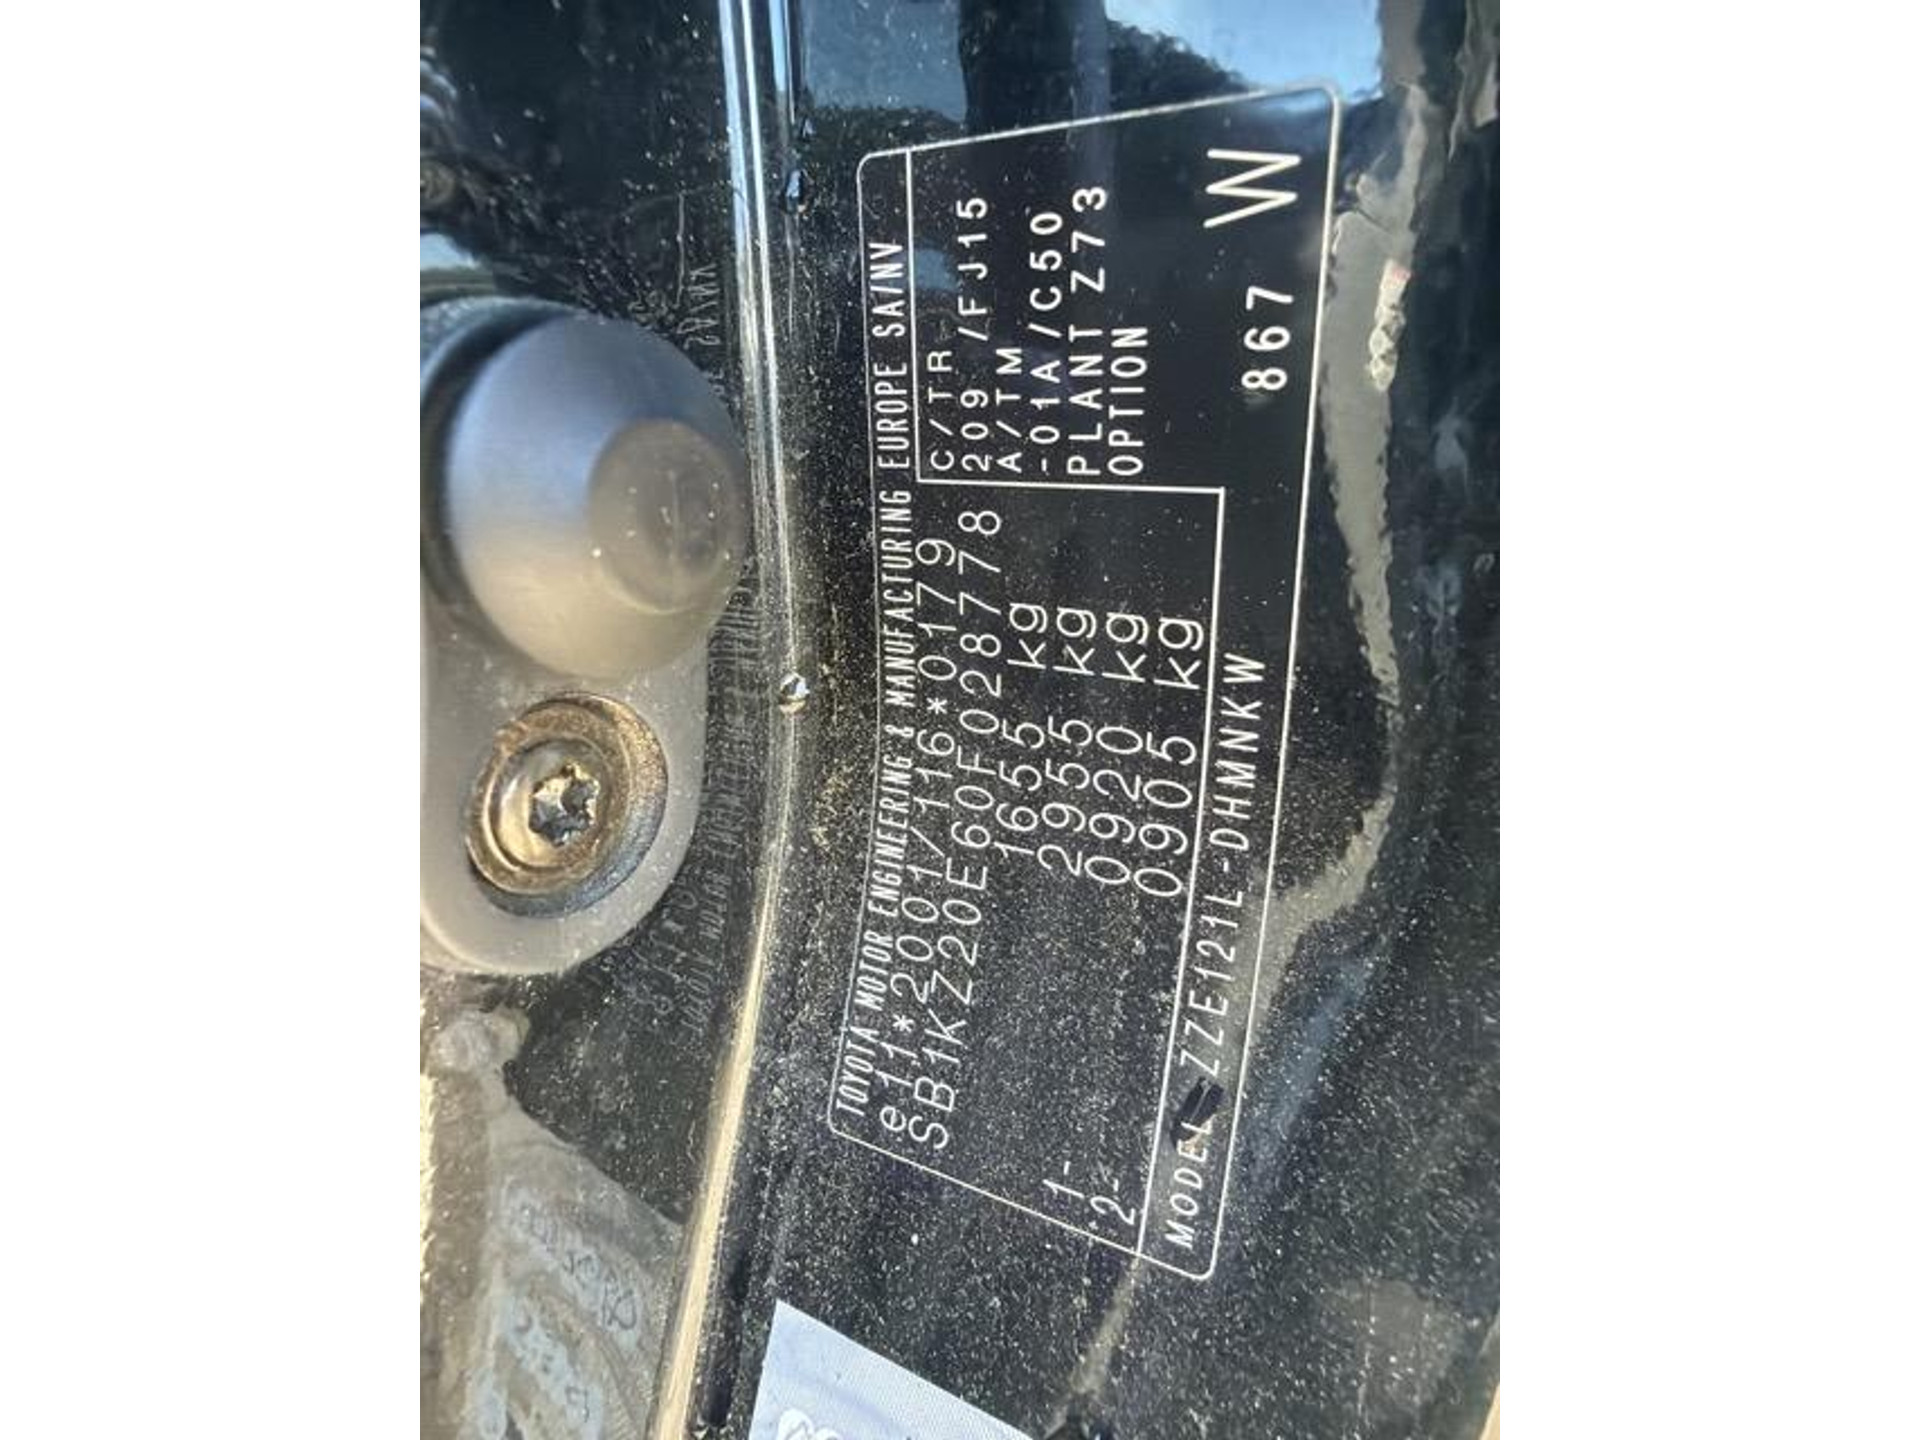 TOYOTA MOTOR ENGINEERING & MANUFACTURING EUROPE SA/NV
e11*2001/116*0179
SB1KZ20E60F028778
1655 kg
2955 kg
1- 0920 kg
2- 0905 kg
C/TR
209 /FJ15
A/TM
-01A/C50
PLANT Z73
OPTION
MODEL ZZE121L-DHMNKW
867 W